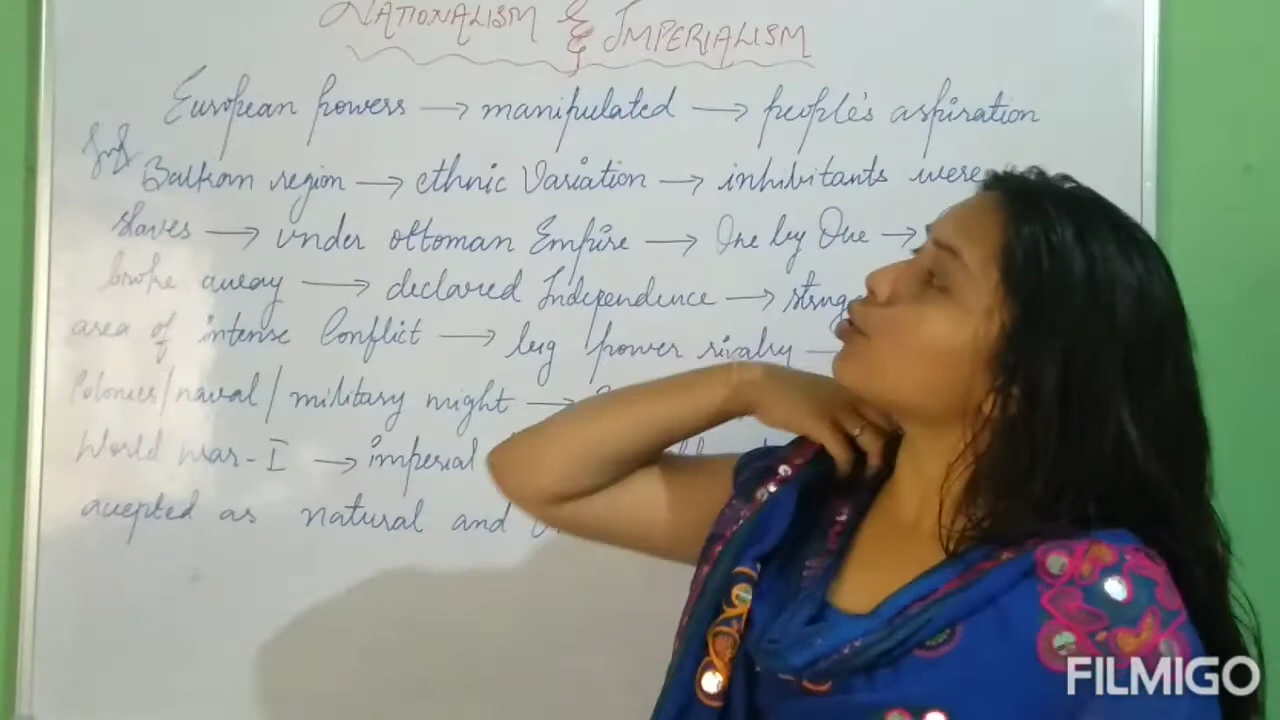 NATIONALISM & IMPERIALISM
European powers → manipulated → people's aspiration
Balkan region → ethnic Variation → inhibitants were
slaves → under ottoman Empire → One by One →
broke away → declared Independence →
area of intense Conflict → big power rivalry
Colonies/naval/military might →
World war-I → imperial
accepted as natural and
FILMIGO